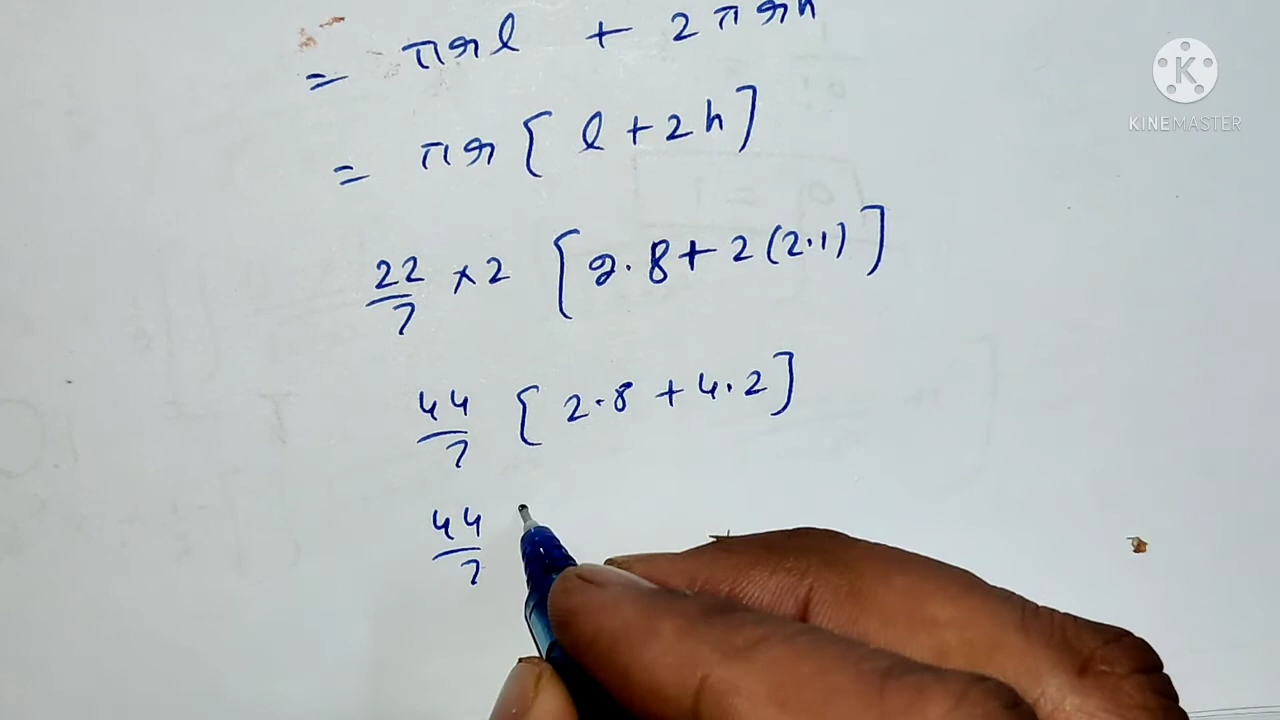 = πrl + 2πrh
K
KINEMASTER
= πr[l+2h]
22/7 × 2 [2.8+2(2.1)]
44/7 [2.8+4.2]
44/7